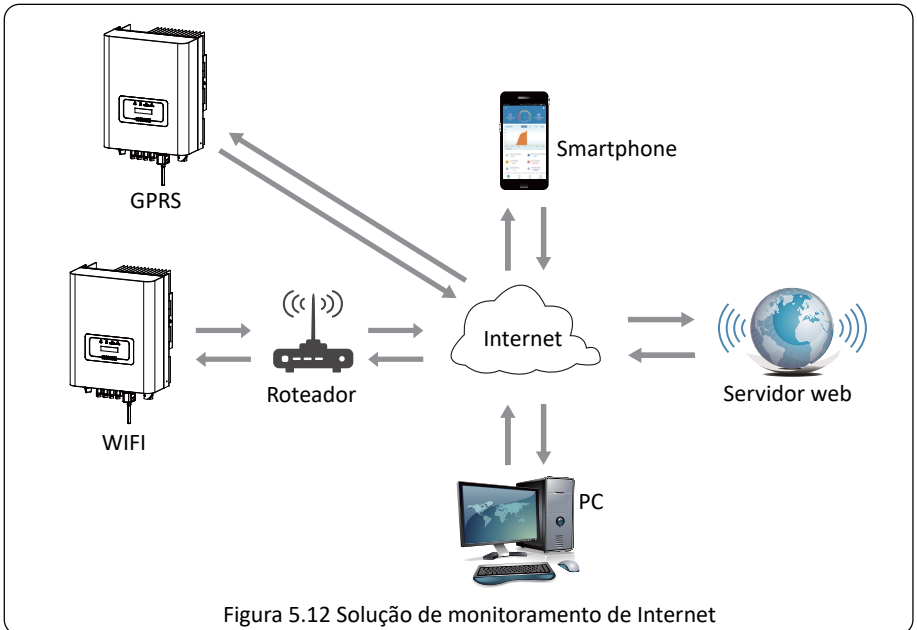 Smartphone
GPRS
Internet
Roteador
Servidor web
WIFI
PC
Figura 5.12 Solução de monitoramento de Internet